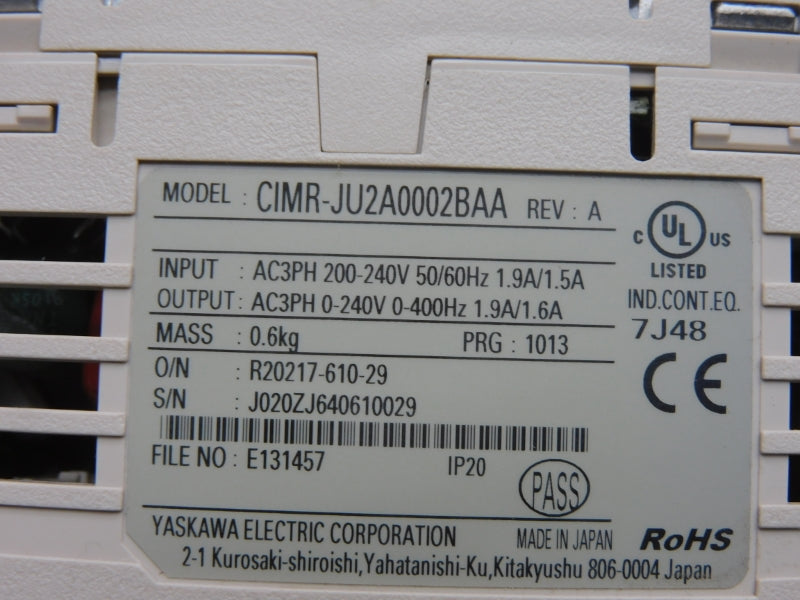 MODEL : CIMR-JU2A0002BAA REV : A
C UL US
LISTED
IND.CONT.EQ.
7J48
INPUT : AC3PH 200-240V 50/60Hz 1.9A/1.5A
OUTPUT : AC3PH 0-240V 0-400Hz 1.9A/1.6A
MASS : 0.6kg PRG : 1013
O/N : R20217-610-29
S/N : J020ZJ640610029
CE
FILE NO : E131457 IP20
PASS
YASKAWA ELECTRIC CORPORATION MADE IN JAPAN RoHS
2-1 Kurosaki-shiroishi,Yahatanishi-Ku,Kitakyushu 806-0004 Japan